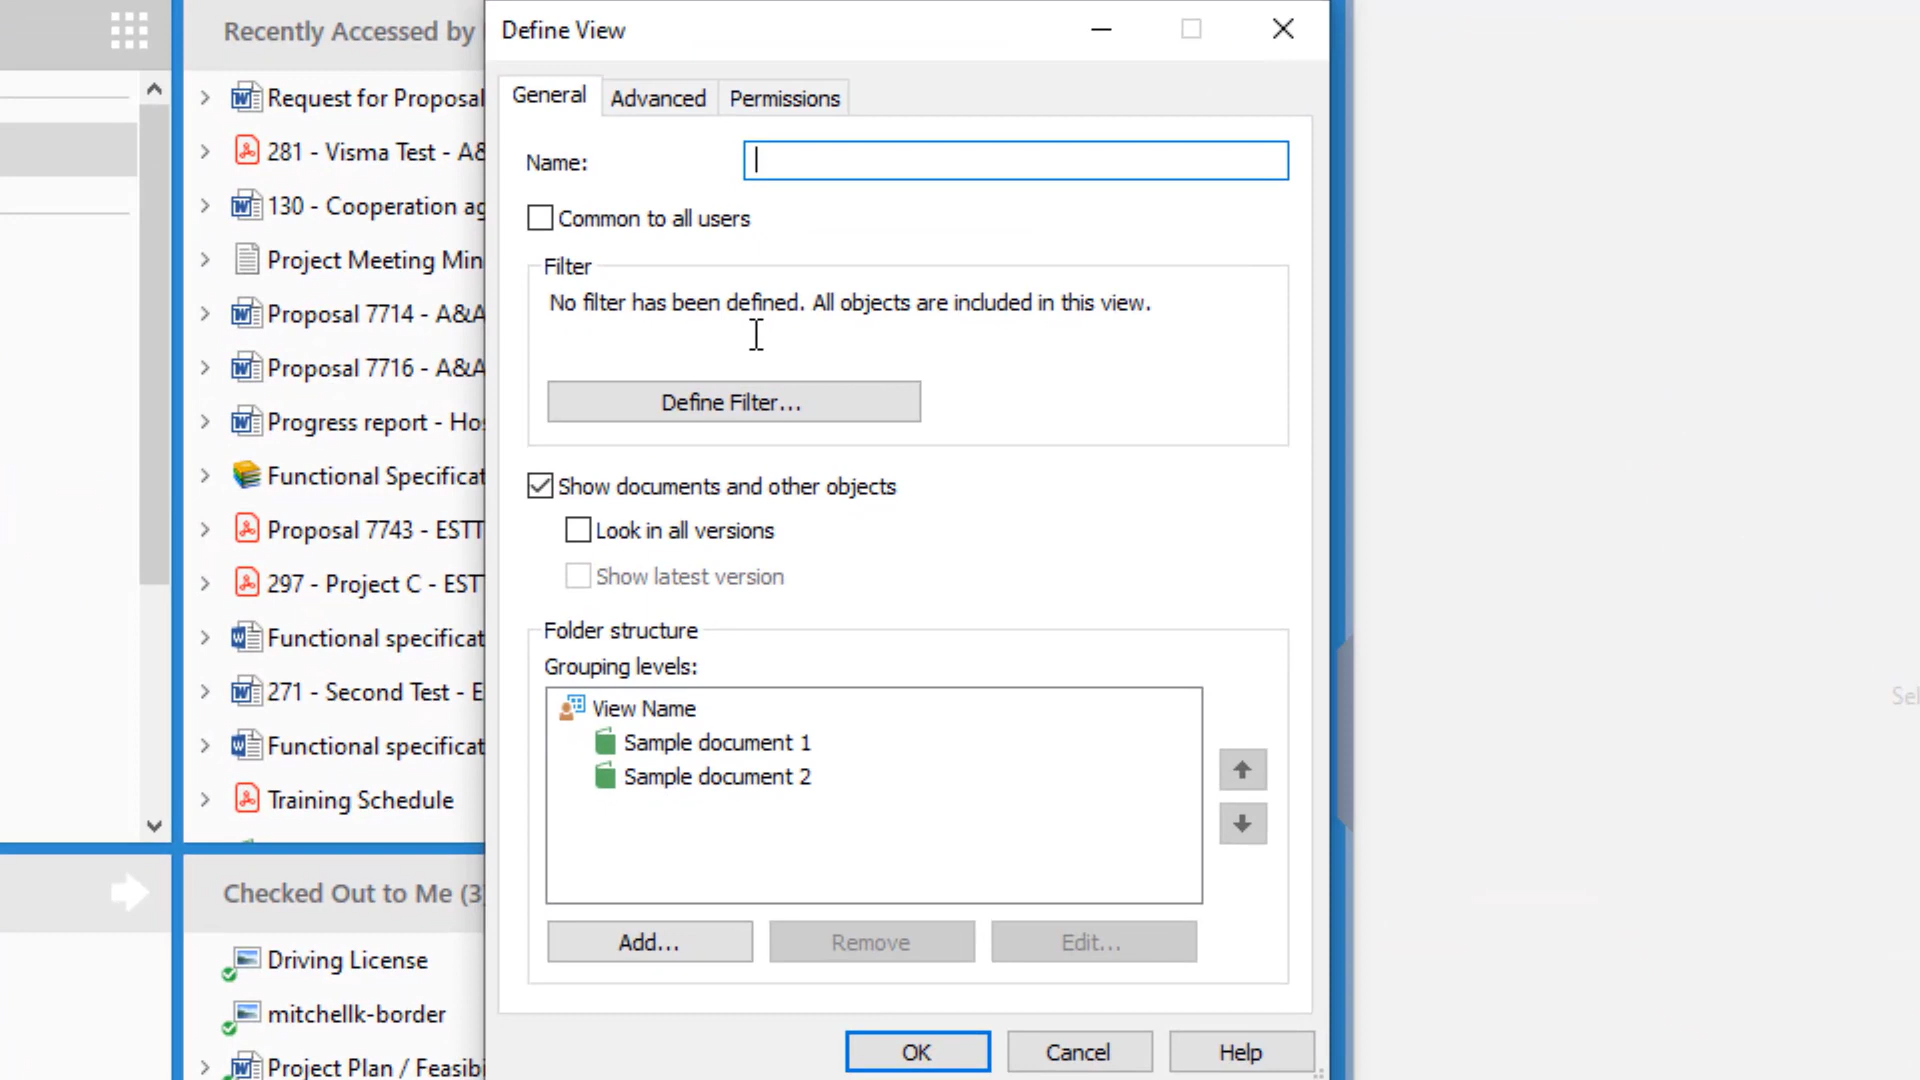 Recently Accessed by
Request for Proposal
281 - Visma Test - A&
130 - Cooperation ag
Project Meeting Min
Proposal 7714 - A&A
Proposal 7716 - A&A
Progress report - Ho
Functional Specificat
Proposal 7743 - ESTT
297 - Project C - ESTT
Functional specificat
271 - Second Test - E
Functional specificat
Training Schedule
Checked Out to Me (3
Driving License
mitchellk-border
Project Plan / Feasibi
Define View
General
Advanced
Permissions
Name:
Common to all users
Filter
No filter has been defined. All objects are included in this view.
Define Filter...
Show documents and other objects
Look in all versions
Show latest version
Folder structure
Grouping levels:
View Name
Sample document 1
Sample document 2
Add...
Remove
Edit...
OK
Cancel
Help
Sel